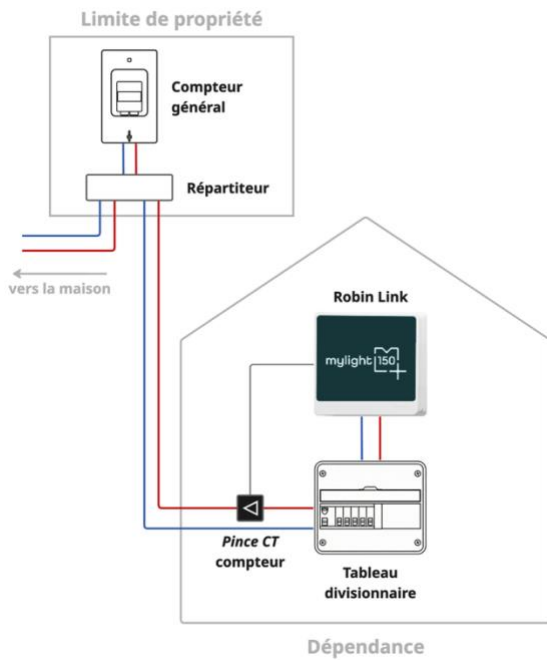 Limite de propriété
Compteur
général
Répartiteur
vers la maison
Robin Link
mylight 150
Pince CT
compteur
Tableau
divisionnaire
Dépendance